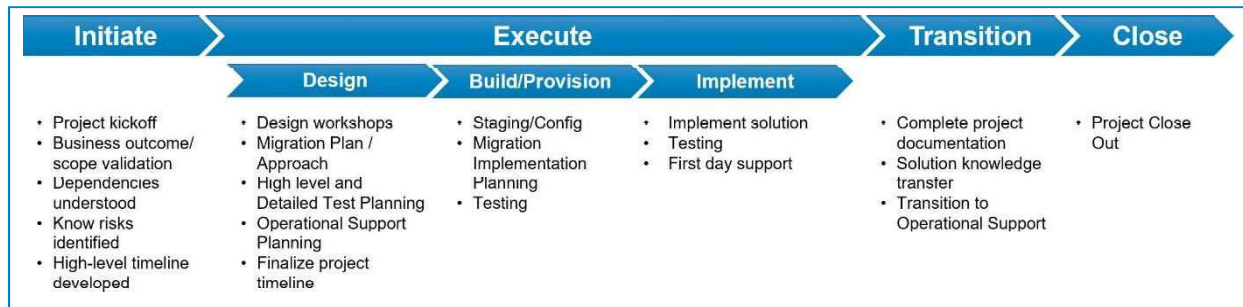 Initiate
Execute
Transition
Close
Design
Build/Provision
Implement
• Project kickoff
• Business outcome/
scope validation
• Dependencies
understood
• Know risks
identified
• High-level timeline
developed
• Design workshops
• Migration Plan /
Approach
• High level and
Detailed Test Planning
• Operational Support
Planning
• Finalize project
timeline
• Staging/Config
• Migration
Implementation
Planning
• Testing
• Implement solution
• Testing
• First day support
• Complete project
documentation
• Solution knowledge
transfer
• Transition to
Operational Support
• Project Close
Out